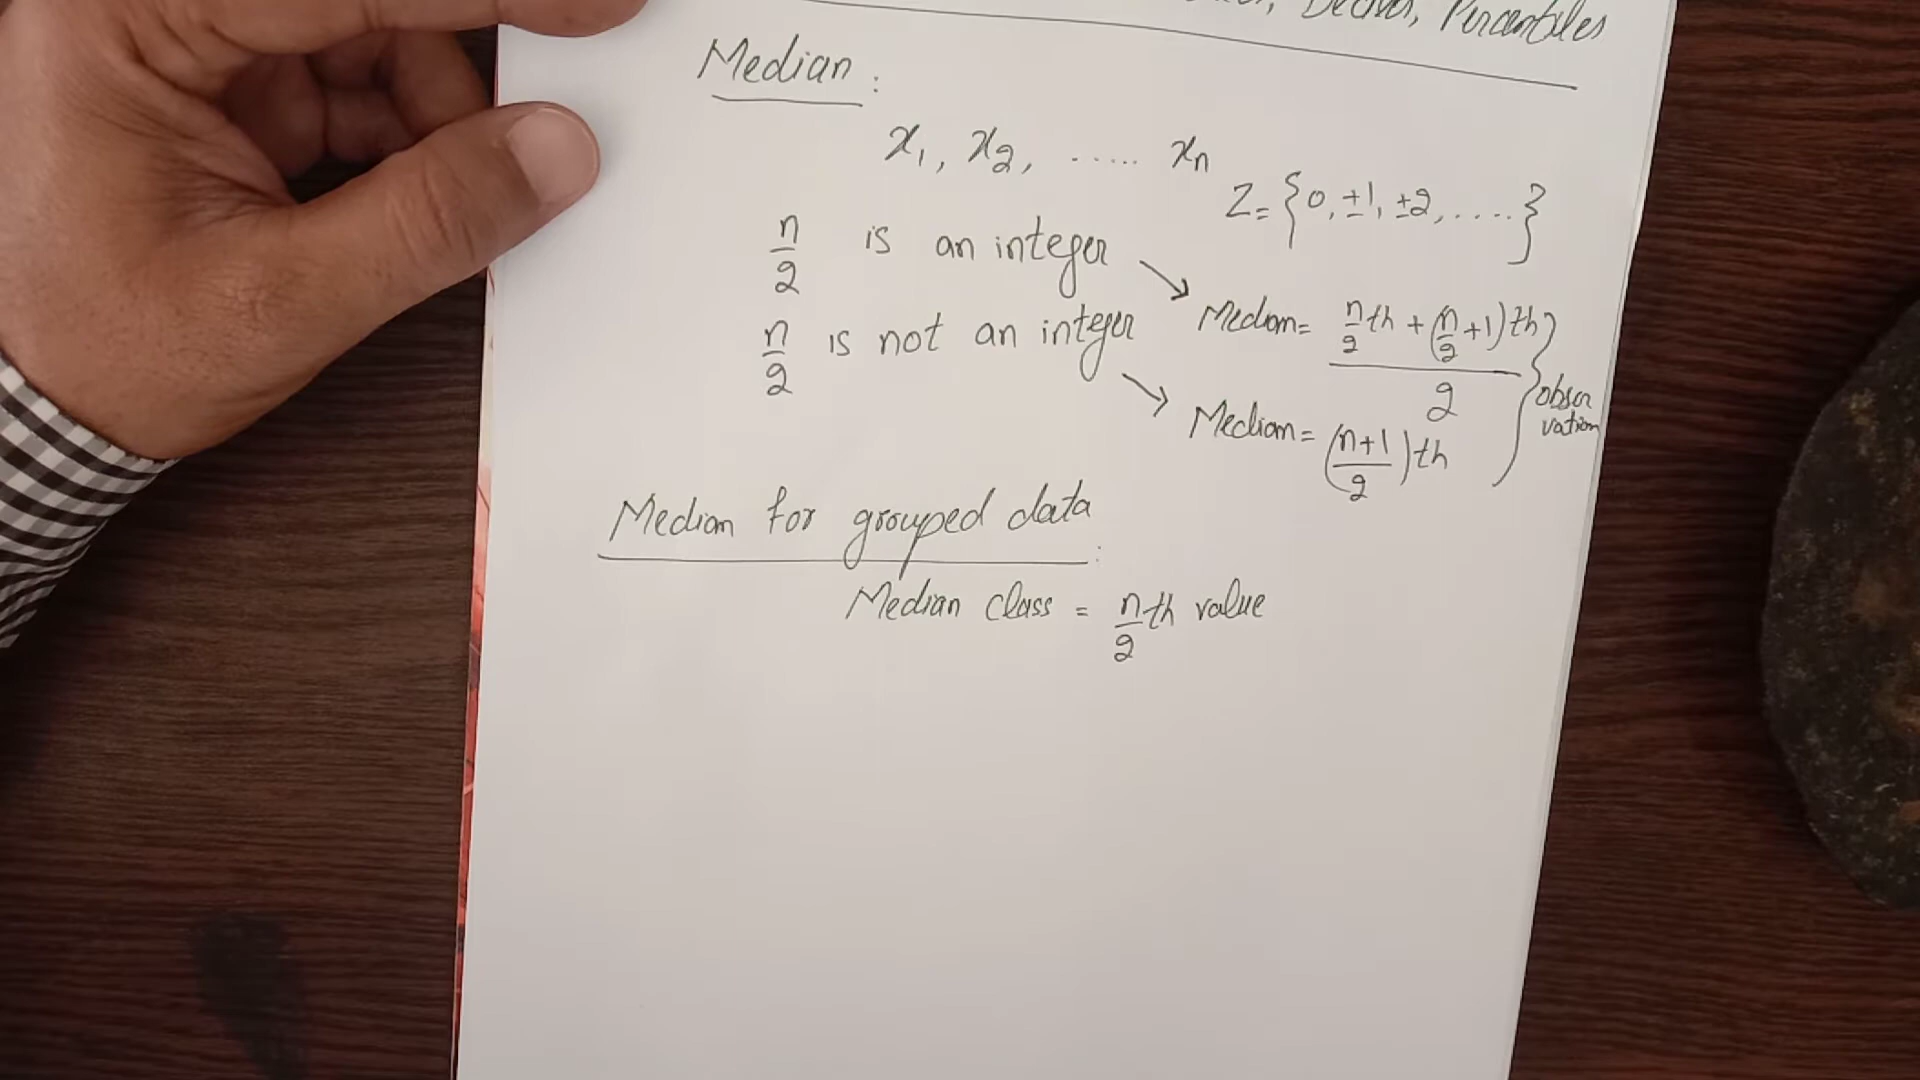 Deciles, Percentiles
Median :
x₁, x₂, ..... xn
Z= {0, ±1, ±2, ....}
n/2 is an integer → Median= (n/2 th + (n/2 +1) th)/2
n/2 is not an integer → Median= ((n+1)/2) th
} obser
vation
Median for grouped data :
Median class = n/2 th value